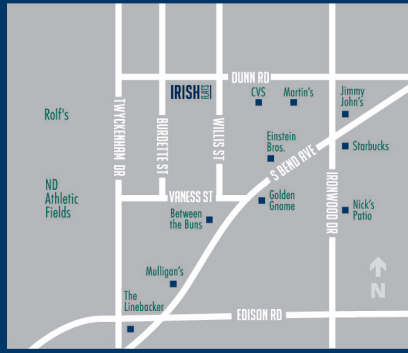 DUNN RD
IRISH FLATS
CVS
Martin's
Jimmy
John's
Rolf's
TWYCKENHAM DR
BURDETTE ST
WILLIS ST
Einstein
Bros.
S BEND AVE
Starbucks
IRONWOOD DR
ND
Athletic
Fields
VANESS ST
Golden
Gnome
Nick's
Patio
Between
the Buns
Mulligan's
The
Linebacker
EDISON RD
N